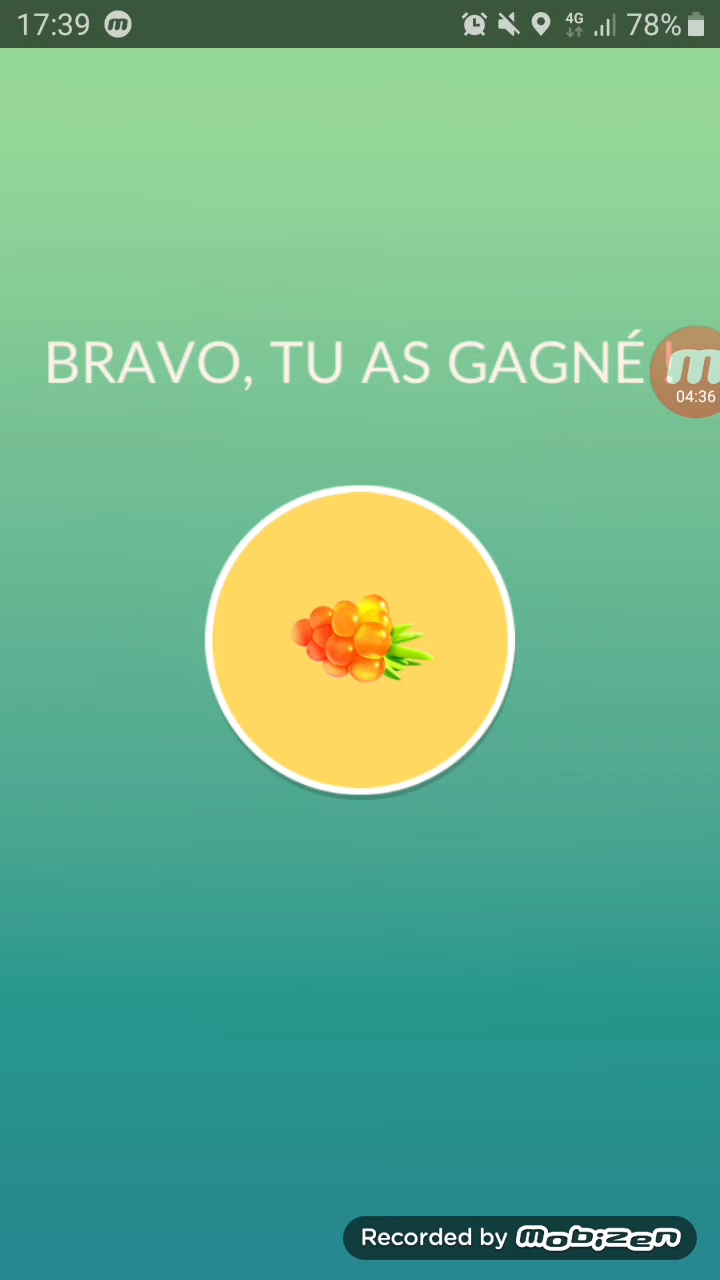 17:39 m 4G 78%
BRAVO, TU AS GAGNÉ !
m
04:36
Recorded by mobizen